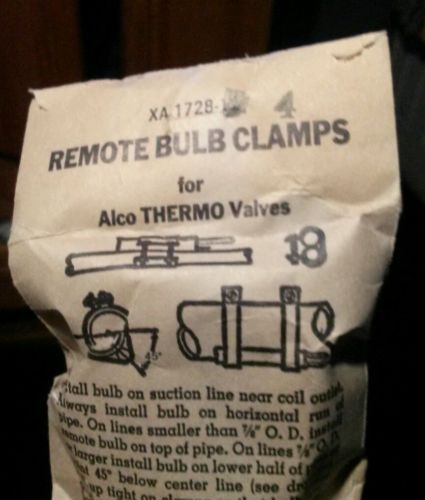 XA 1728- 4
REMOTE BULB CLAMPS
for
Alco THERMO Valves
18
45°
stall bulb on suction line near coil outlet.
Always install bulb on horizontal run of
pipe. On lines smaller than ⅞" O. D. install
remote bulb on top of pipe. On lines ⅞" O. D.
or larger install bulb on lower half of
at 45° below center line (see
up tight on